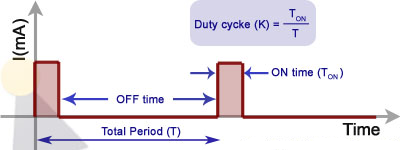 Duty cycke (K) = T_ON / T
I(mA)
ON time (T_ON)
OFF time
Total Period (T)
Time